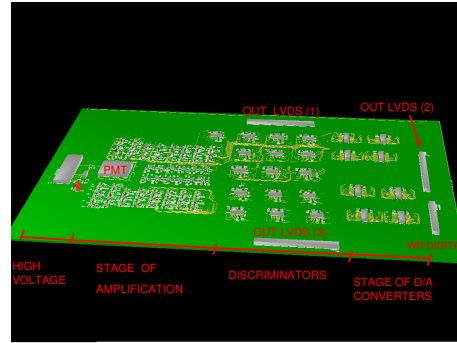 OUT LVDS (1)
OUT LVDS (2)
PMT
OUT LVDS (3)
HIGH
VOLTAGE
STAGE OF
AMPLIFICATION
DISCRIMINATORS
STAGE OF D/A
CONVERTERS